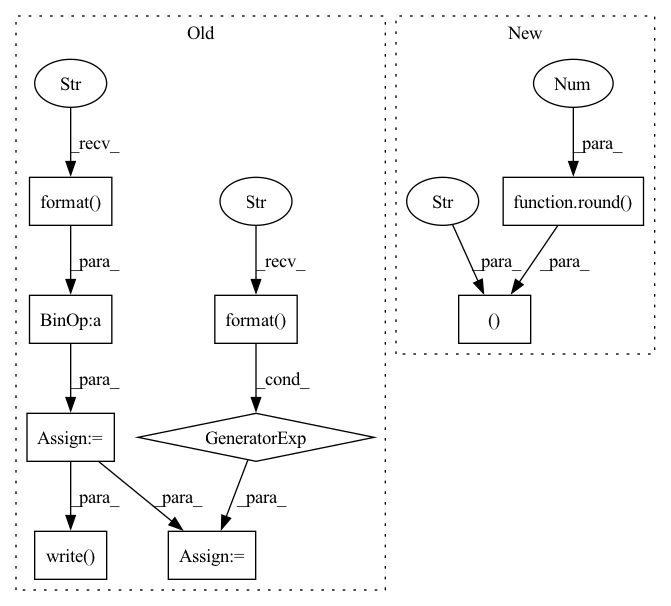 Old
New
Str
Num
_recv_
_para_
format()
Str
Str
function.round()
_para_
_recv_
_para_
_para_
BinOp:a
format()
()
_para_
_cond_
Assign:=
GeneratorExp
_para_
_para_
_para_
write()
Assign:=